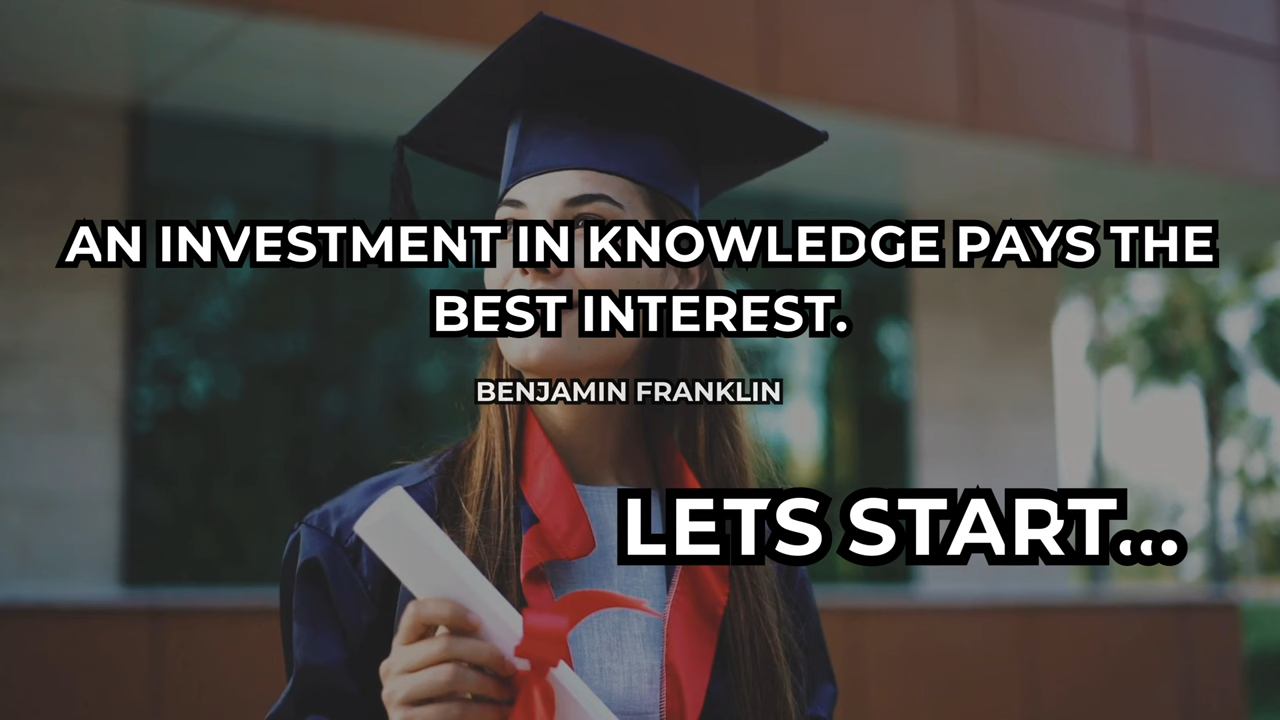 AN INVESTMENT IN KNOWLEDGE PAYS THE
BEST INTEREST.
BENJAMIN FRANKLIN
LETS START...